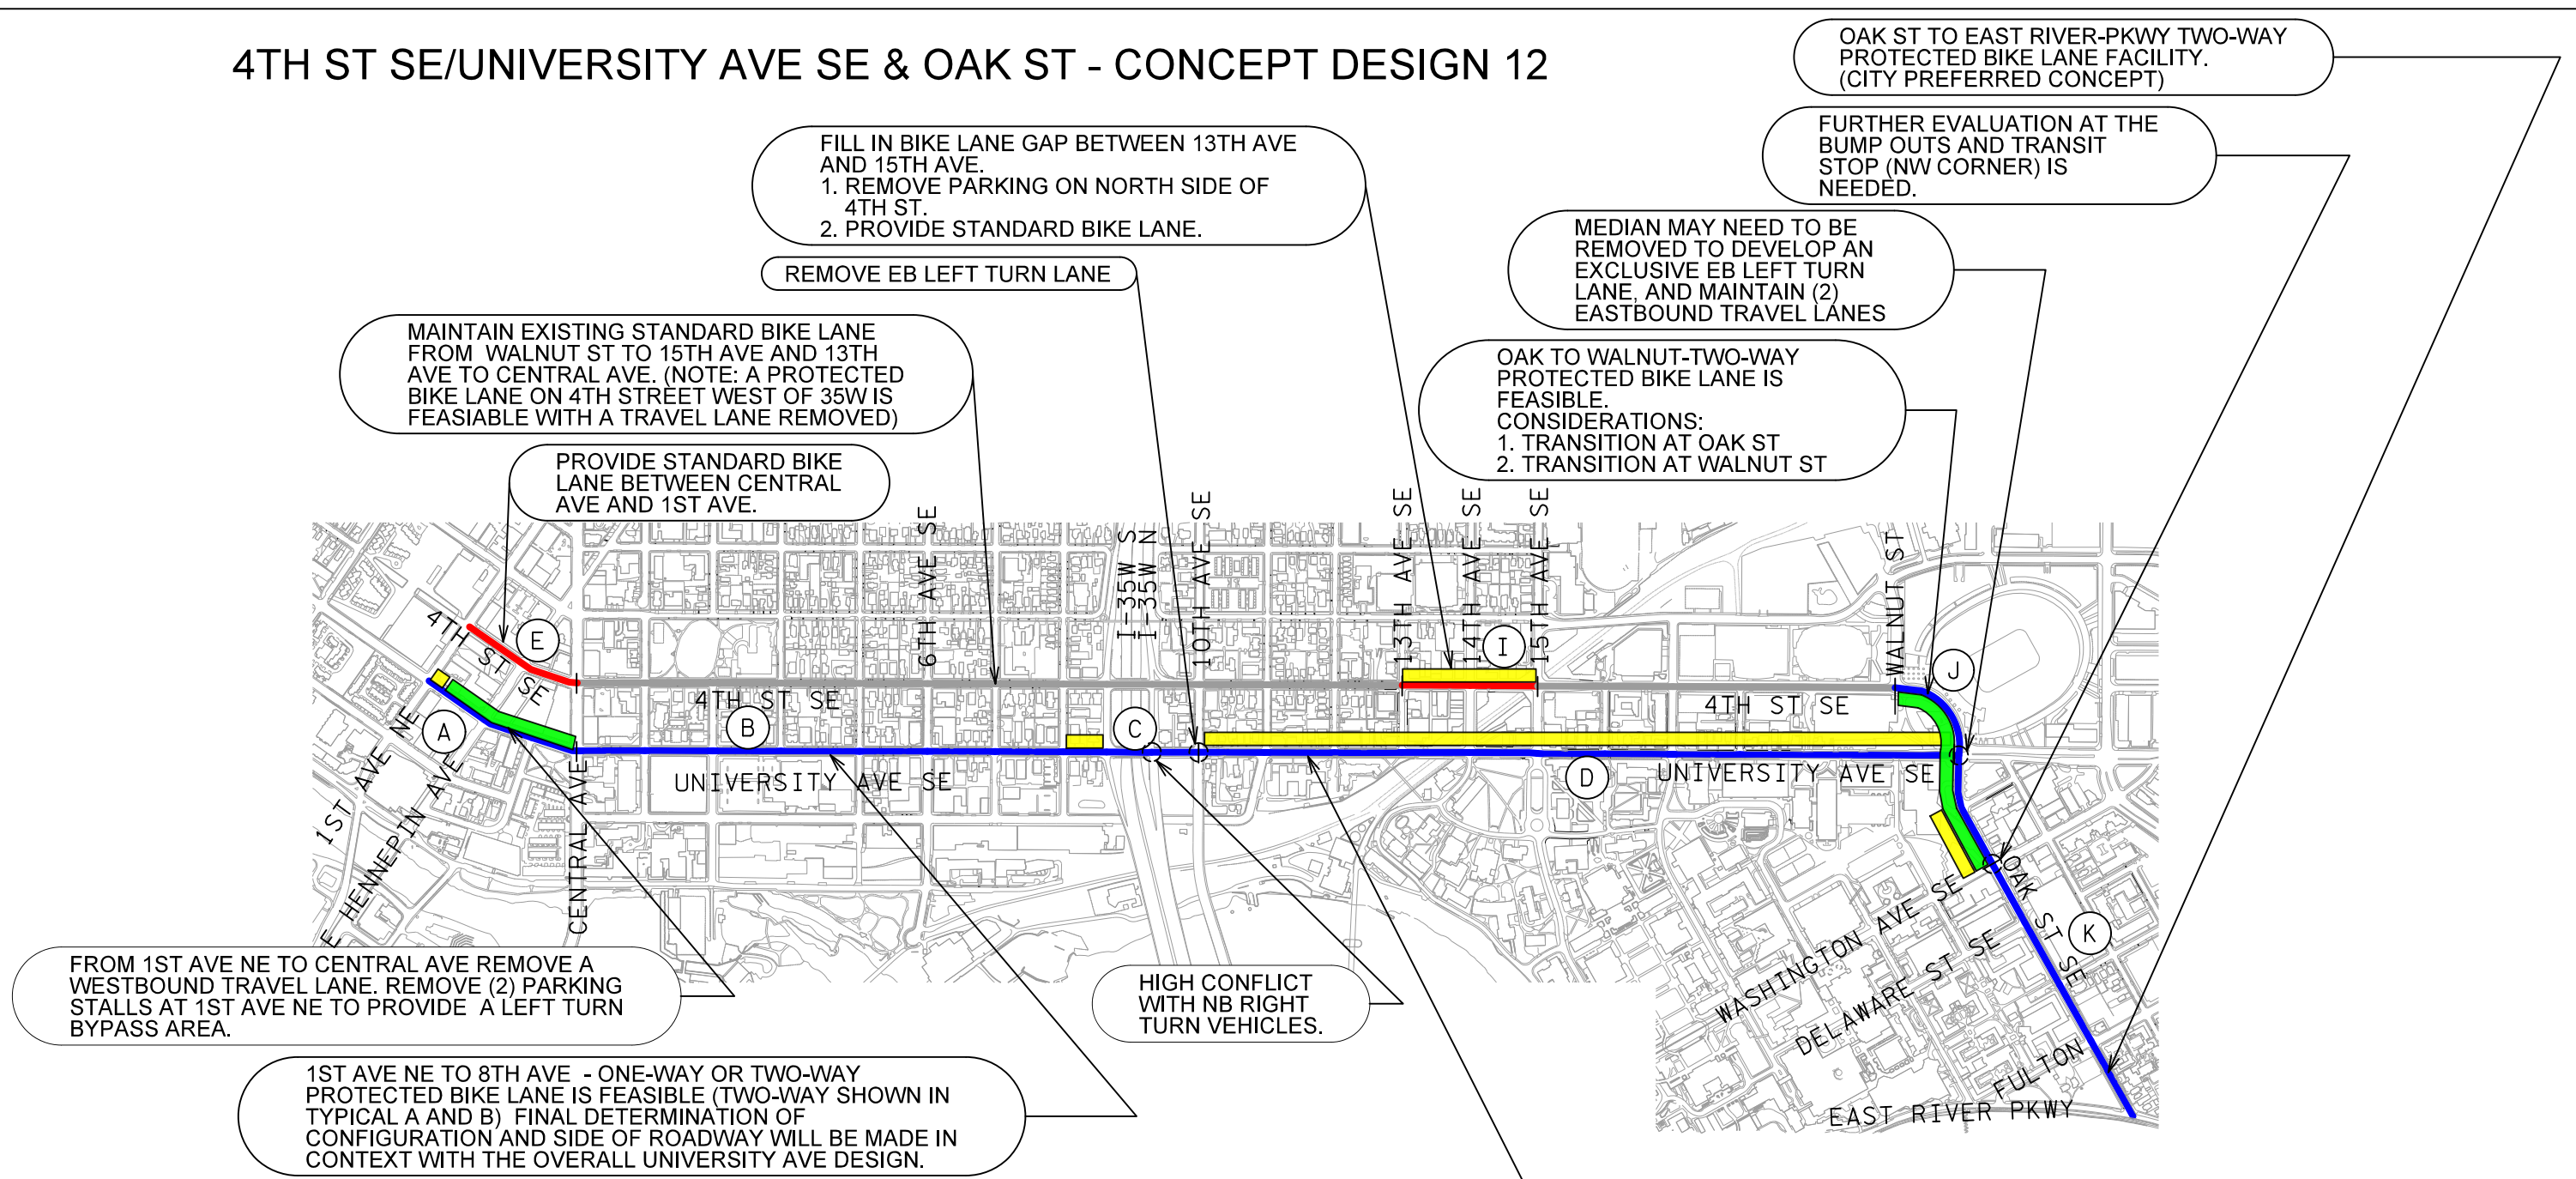 4TH ST SE/UNIVERSITY AVE SE & OAK ST - CONCEPT DESIGN 12
OAK ST TO EAST RIVER-PKWY TWO-WAY
PROTECTED BIKE LANE FACILITY.
(CITY PREFERRED CONCEPT)
FURTHER EVALUATION AT THE
BUMP OUTS AND TRANSIT
STOP (NW CORNER) IS
NEEDED.
FILL IN BIKE LANE GAP BETWEEN 13TH AVE
AND 15TH AVE.
1. REMOVE PARKING ON NORTH SIDE OF
4TH ST.
2. PROVIDE STANDARD BIKE LANE.
MEDIAN MAY NEED TO BE
REMOVED TO DEVELOP AN
EXCLUSIVE EB LEFT TURN
LANE, AND MAINTAIN (2)
EASTBOUND TRAVEL LANES
REMOVE EB LEFT TURN LANE
MAINTAIN EXISTING STANDARD BIKE LANE
FROM WALNUT ST TO 15TH AVE AND 13TH
AVE TO CENTRAL AVE. (NOTE: A PROTECTED
BIKE LANE ON 4TH STREET WEST OF 35W IS
FEASIABLE WITH A TRAVEL LANE REMOVED)
OAK TO WALNUT-TWO-WAY
PROTECTED BIKE LANE IS
FEASIBLE.
CONSIDERATIONS:
1. TRANSITION AT OAK ST
2. TRANSITION AT WALNUT ST
PROVIDE STANDARD BIKE
LANE BETWEEN CENTRAL
AVE AND 1ST AVE.
6TH AVE SE
I-35W S
I-35W N
10TH AVE SE
13TH AVE SE
14TH AVE SE
15TH AVE SE
WALNUT ST
4TH ST SE
E
I
J
4TH ST SE
4TH ST SE
A
B
C
D
UNIVERSITY AVE SE
UNIVERSITY AVE SE
1ST AVE NE
E HENNEPIN AVE
CENTRAL AVE
OAK ST SE
K
WASHINGTON AVE SE
DELAWARE ST SE
FULTON
EAST RIVER PKWY
FROM 1ST AVE NE TO CENTRAL AVE REMOVE A
WESTBOUND TRAVEL LANE. REMOVE (2) PARKING
STALLS AT 1ST AVE NE TO PROVIDE A LEFT TURN
BYPASS AREA.
HIGH CONFLICT
WITH NB RIGHT
TURN VEHICLES.
1ST AVE NE TO 8TH AVE - ONE-WAY OR TWO-WAY
PROTECTED BIKE LANE IS FEASIBLE (TWO-WAY SHOWN IN
TYPICAL A AND B) FINAL DETERMINATION OF
CONFIGURATION AND SIDE OF ROADWAY WILL BE MADE IN
CONTEXT WITH THE OVERALL UNIVERSITY AVE DESIGN.